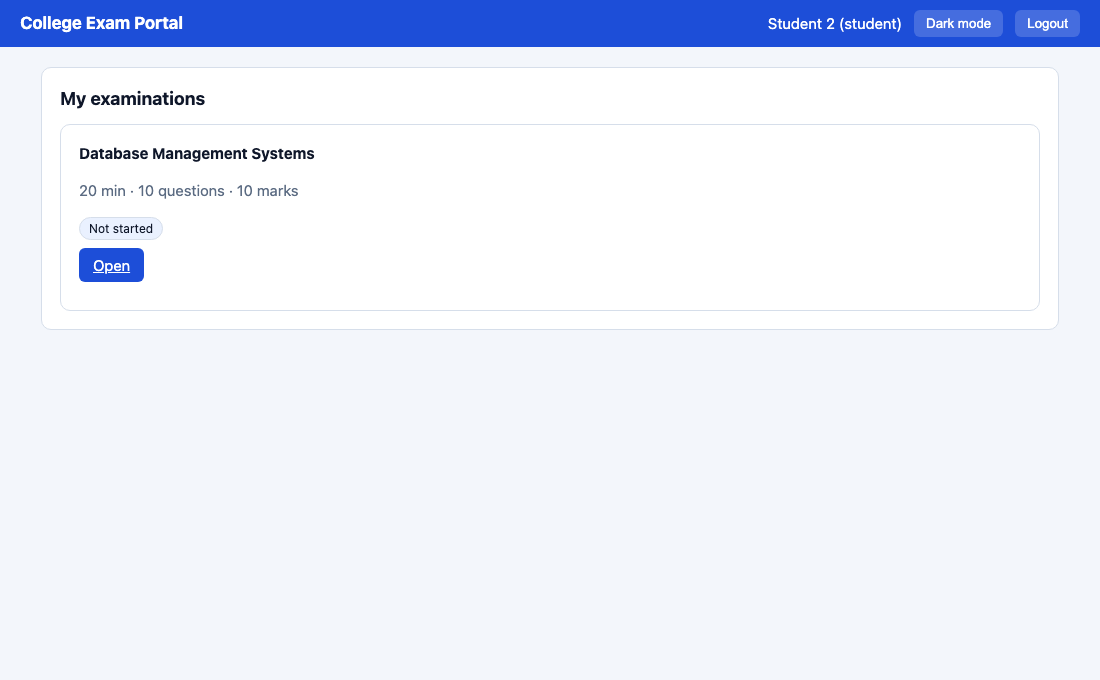 College Exam Portal
Student 2 (student)
Dark mode
Logout
My examinations
Database Management Systems
20 min · 10 questions · 10 marks
Not started
Open